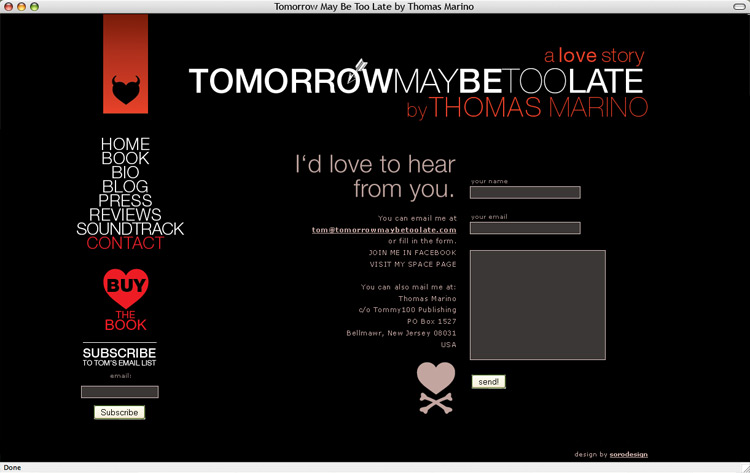 Tomorrow May Be Too Late by Thomas Marino
a love story
TOMORROWMAYBETOOLATE
by THOMAS MARINO
HOME
BOOK
BIO
BLOG
PRESS
REVIEWS
SOUNDTRACK
CONTACT
BUY
THE
BOOK
SUBSCRIBE
TO TOM'S EMAIL LIST
email:
Subscribe
I'd love to hear
from you.
You can email me at
tom@tomorrowmaybetoolate.com
or fill in the form.
JOIN ME IN FACEBOOK
VISIT MY SPACE PAGE
You can also mail me at:
Thomas Marino
c/o Tommy100 Publishing
PO Box 1527
Bellmawr, New Jersey 08031
USA
your name
your email
send!
design by sorodesign
Done